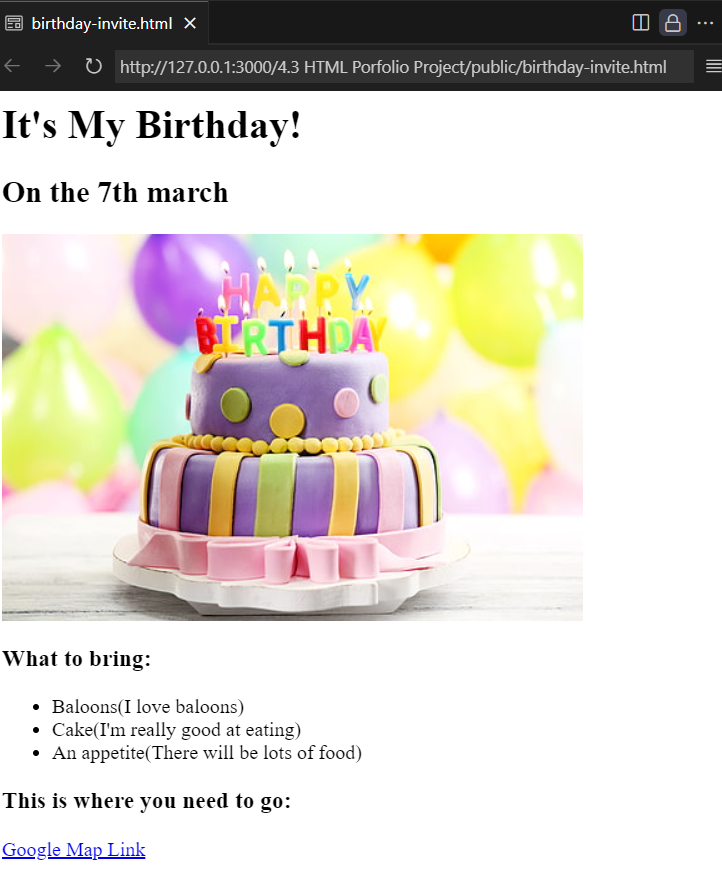 birthday-invite.html
http://127.0.0.1:3000/4.3 HTML Porfolio Project/public/birthday-invite.html
It's My Birthday!
On the 7th march
HAPPY
BIRTHDAY
What to bring:
Baloons(I love baloons)
Cake(I'm really good at eating)
An appetite(There will be lots of food)
This is where you need to go:
Google Map Link